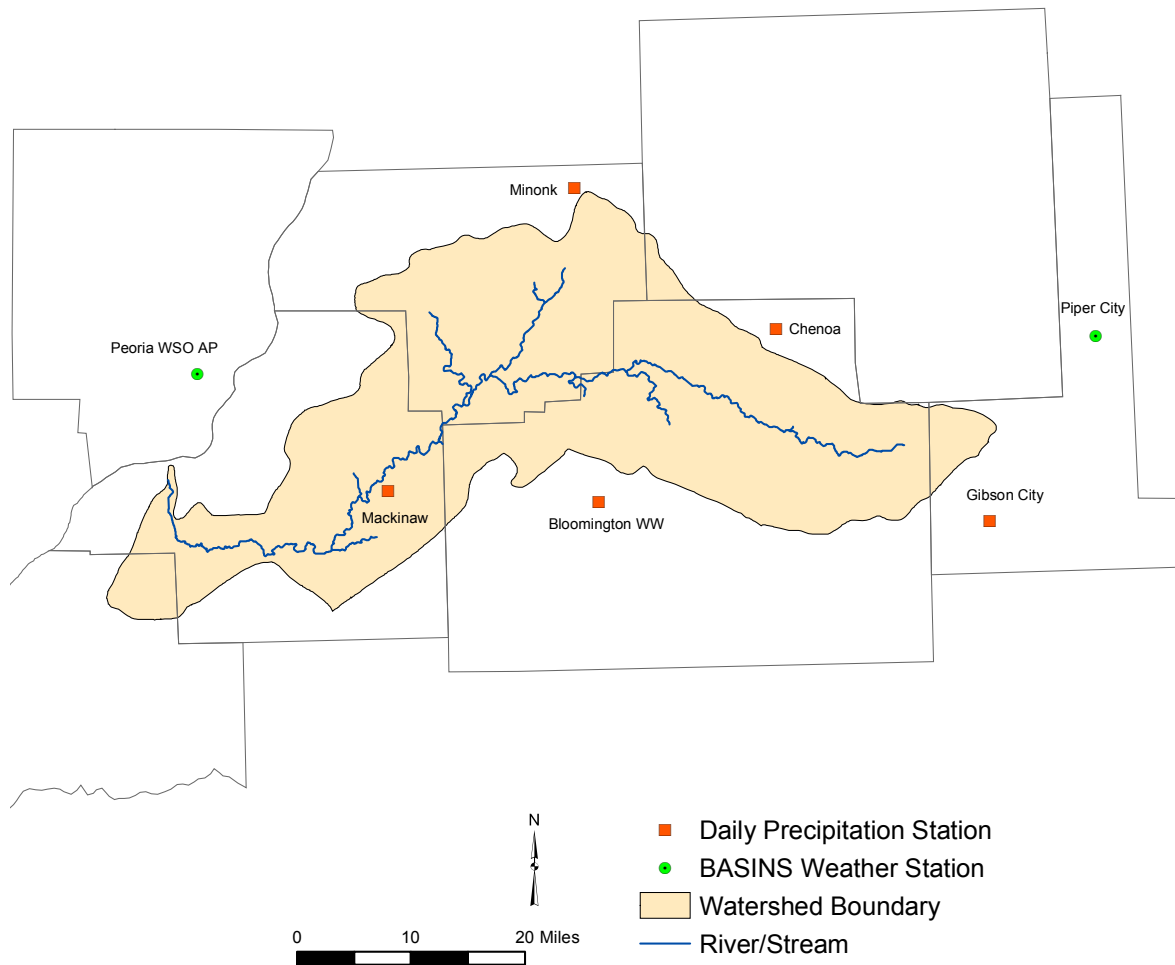 Minonk
Chenoa
Piper City
Peoria WSO AP
Mackinaw
Bloomington WW
Gibson City
N
Daily Precipitation Station
BASINS Weather Station
Watershed Boundary
River/Stream
0 10 20 Miles